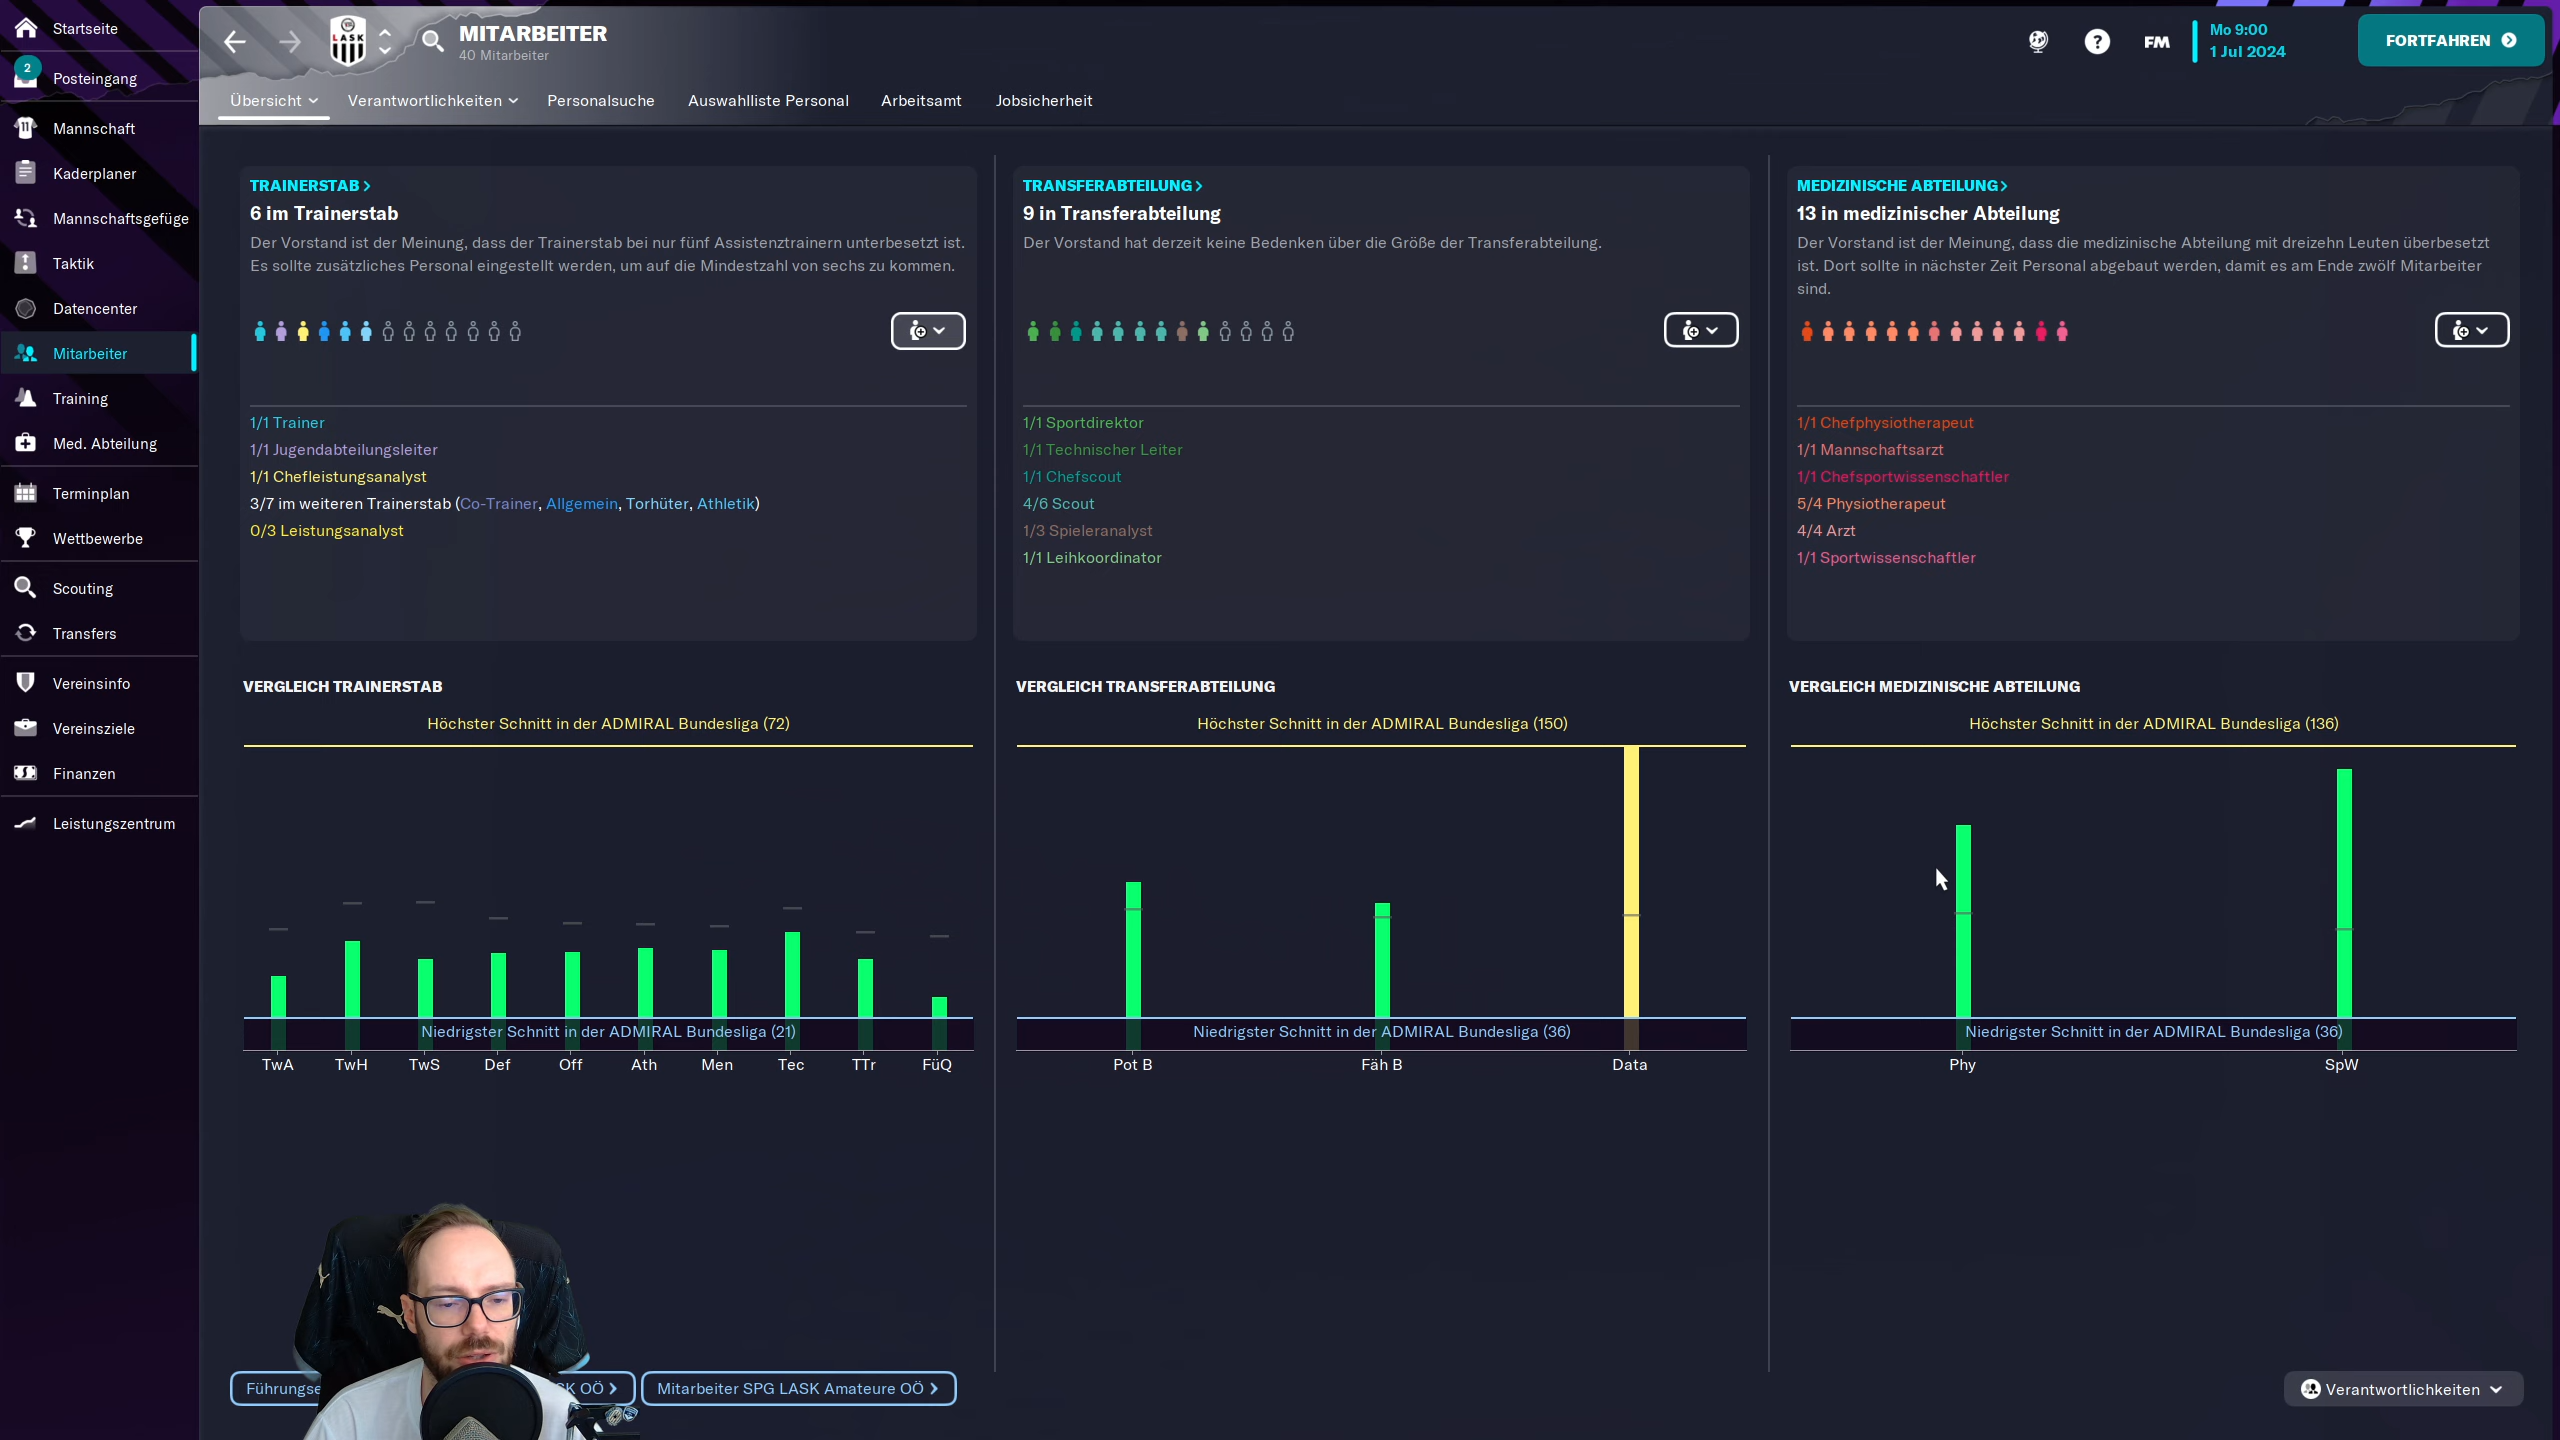 Startseite
2
Posteingang
Mannschaft
Kaderplaner
Mannschaftsgefüge
Taktik
Datencenter
Mitarbeiter
Training
Med. Abteilung
Terminplan
Wettbewerbe
Scouting
Transfers
Vereinsinfo
Vereinsziele
Finanzen
Leistungszentrum
LASK
MITARBEITER
40 Mitarbeiter
?
FM
Mo 9:00
1 Jul 2024
FORTFAHREN
Übersicht
Verantwortlichkeiten
Personalsuche
Auswahlliste Personal
Arbeitsamt
Jobsicherheit
TRAINERSTAB
6 im Trainerstab
Der Vorstand ist der Meinung, dass der Trainerstab bei nur fünf Assistenztrainern unterbesetzt ist.
Es sollte zusätzliches Personal eingestellt werden, um auf die Mindestzahl von sechs zu kommen.
1/1 Trainer
1/1 Jugendabteilungsleiter
1/1 Chefleistungsanalyst
3/7 im weiteren Trainerstab (Co-Trainer, Allgemein, Torhüter, Athletik)
0/3 Leistungsanalyst
TRANSFERABTEILUNG
9 in Transferabteilung
Der Vorstand hat derzeit keine Bedenken über die Größe der Transferabteilung.
1/1 Sportdirektor
1/1 Technischer Leiter
1/1 Chefscout
4/6 Scout
1/3 Spieleranalyst
1/1 Leihkoordinator
MEDIZINISCHE ABTEILUNG
13 in medizinischer Abteilung
Der Vorstand ist der Meinung, dass die medizinische Abteilung mit dreizehn Leuten überbesetzt
ist. Dort sollte in nächster Zeit Personal abgebaut werden, damit es am Ende zwölf Mitarbeiter
sind.
1/1 Chefphysiotherapeut
1/1 Mannschaftsarzt
1/1 Chefsportwissenschaftler
5/4 Physiotherapeut
4/4 Arzt
1/1 Sportwissenschaftler
VERGLEICH TRAINERSTAB
Höchster Schnitt in der ADMIRAL Bundesliga (72)
Niedrigster Schnitt in der ADMIRAL Bundesliga (21)
TwA TwH TwS Def Off Ath Men Tec TTr FüQ
VERGLEICH TRANSFERABTEILUNG
Höchster Schnitt in der ADMIRAL Bundesliga (150)
Niedrigster Schnitt in der ADMIRAL Bundesliga (36)
Pot B Fäh B Data
VERGLEICH MEDIZINISCHE ABTEILUNG
Höchster Schnitt in der ADMIRAL Bundesliga (136)
Niedrigster Schnitt in der ADMIRAL Bundesliga (36)
Phy SpW
OÖ
Mitarbeiter SPG LASK Amateure OÖ
Verantwortlichkeiten